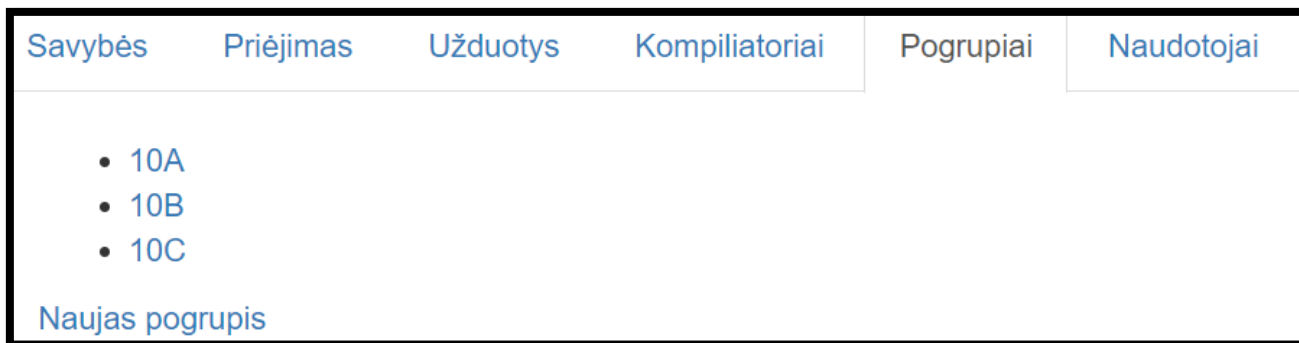 Savybės Priėjimas Užduotys Kompiliatoriai Pogrupiai Naudotojai
10A
10B
10C
Naujas pogrupis